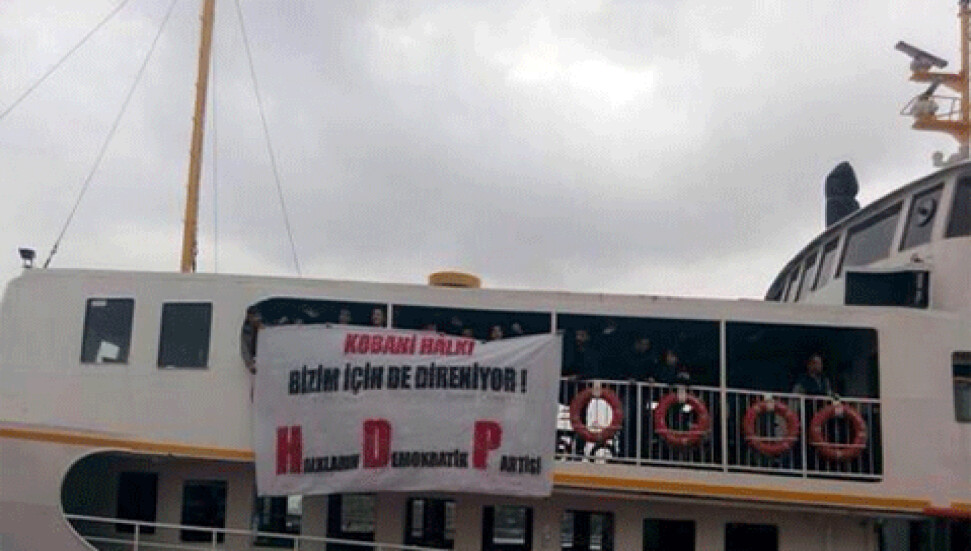 KOBANİ HALKI
BİZİM İÇİN DE DİRENİYOR !
HALKLARIN DEMOKRATİK PARTİSİ